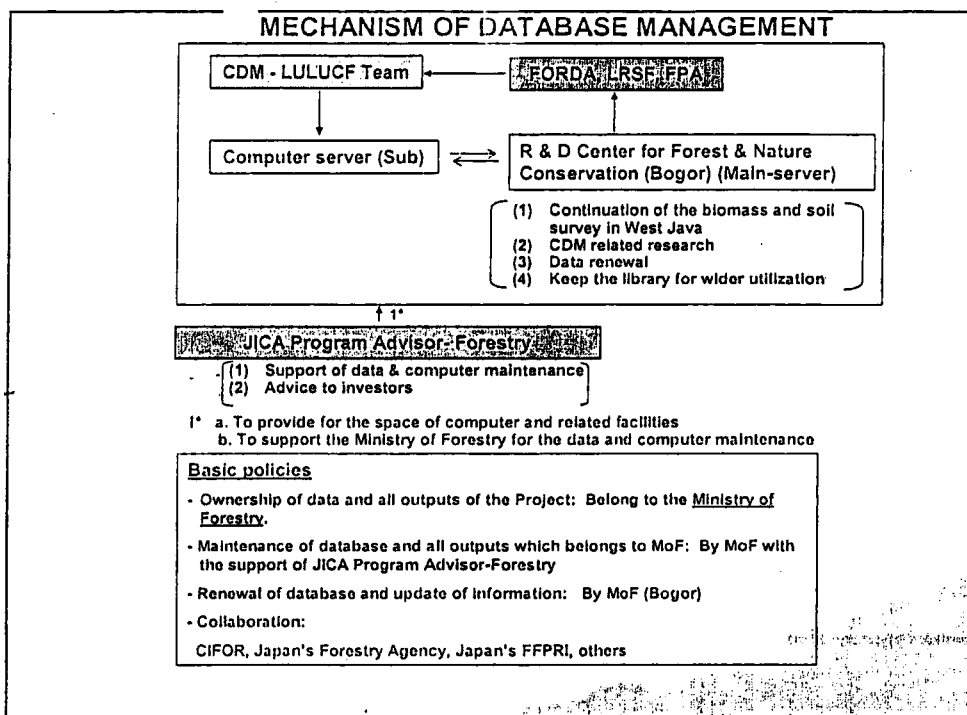 MECHANISM OF DATABASE MANAGEMENT
CDM - LULUCF Team
FORDA, LRSF, FPA
Computer server (Sub)
R & D Center for Forest & Nature
Conservation (Bogor) (Main-server)
(1) Continuation of the biomass and soil
survey in West Java
(2) CDM related research
(3) Data renewal
(4) Keep the library for wider utilization
1*
JICA Program Advisor-Forestry
(1) Support of data & computer maintenance
(2) Advice to investors
1* a. To provide for the space of computer and related facilities
b. To support the Ministry of Forestry for the data and computer maintenance
Basic policies
- Ownership of data and all outputs of the Project: Belong to the Ministry of
Forestry.
- Maintenance of database and all outputs which belongs to MoF: By MoF with
the support of JICA Program Advisor-Forestry
- Renewal of database and update of information: By MoF (Bogor)
- Collaboration:
CIFOR, Japan's Forestry Agency, Japan's FFPRI, others